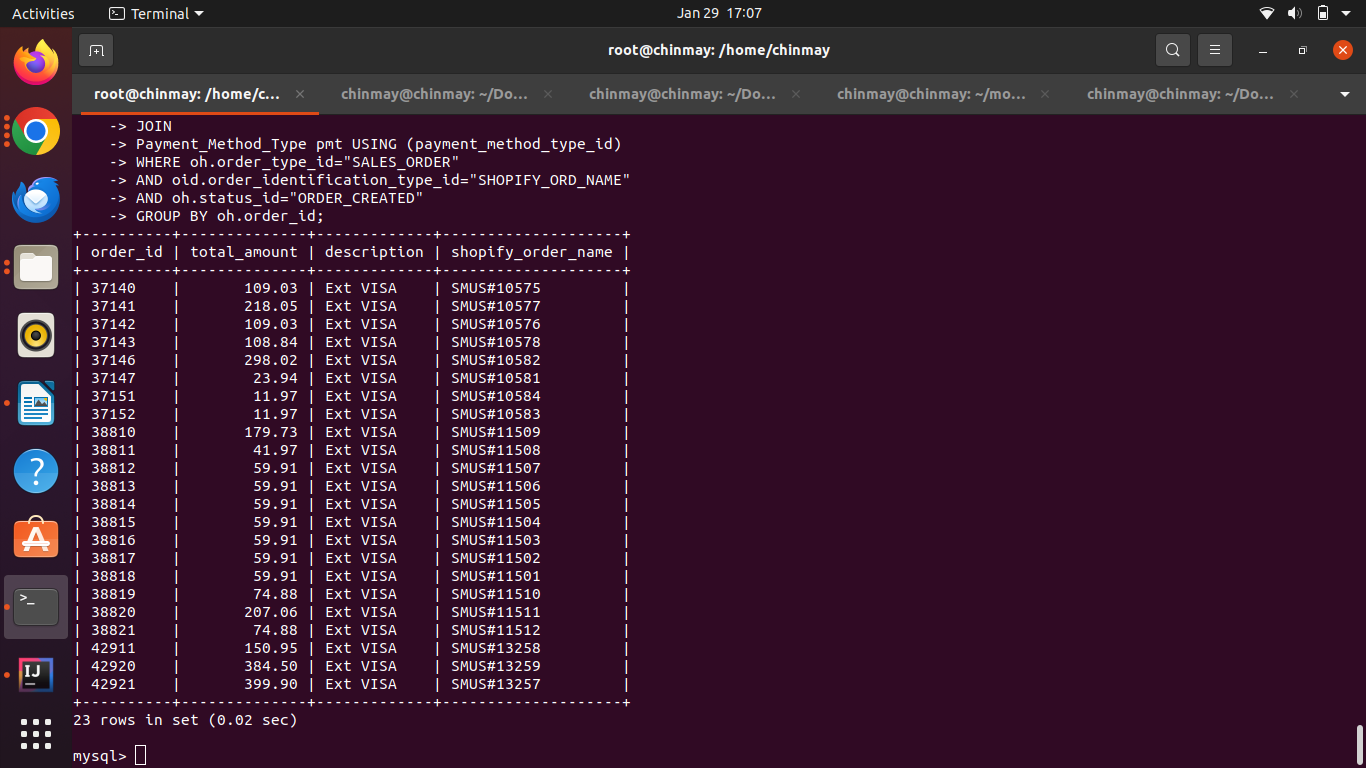 Activities
Terminal
Jan 29 17:07
root@chinmay: /home/chinmay
root@chinmay: /home/c...
chinmay@chinmay: ~/Do...
chinmay@chinmay: ~/Do...
chinmay@chinmay: ~/mo...
chinmay@chinmay: ~/Do...
    -> JOIN
    -> Payment_Method_Type pmt USING (payment_method_type_id)
    -> WHERE oh.order_type_id="SALES_ORDER"
    -> AND oid.order_identification_type_id="SHOPIFY_ORD_NAME"
    -> AND oh.status_id="ORDER_CREATED"
    -> GROUP BY oh.order_id;
+----------+--------------+-------------+--------------------+
| order_id | total_amount | description | shopify_order_name |
+----------+--------------+-------------+--------------------+
| 37140    |       109.03 | Ext VISA    | SMUS#10575         |
| 37141    |       218.05 | Ext VISA    | SMUS#10577         |
| 37142    |       109.03 | Ext VISA    | SMUS#10576         |
| 37143    |       108.84 | Ext VISA    | SMUS#10578         |
| 37146    |       298.02 | Ext VISA    | SMUS#10582         |
| 37147    |        23.94 | Ext VISA    | SMUS#10581         |
| 37151    |        11.97 | Ext VISA    | SMUS#10584         |
| 37152    |        11.97 | Ext VISA    | SMUS#10583         |
| 38810    |       179.73 | Ext VISA    | SMUS#11509         |
| 38811    |        41.97 | Ext VISA    | SMUS#11508         |
| 38812    |        59.91 | Ext VISA    | SMUS#11507         |
| 38813    |        59.91 | Ext VISA    | SMUS#11506         |
| 38814    |        59.91 | Ext VISA    | SMUS#11505         |
| 38815    |        59.91 | Ext VISA    | SMUS#11504         |
| 38816    |        59.91 | Ext VISA    | SMUS#11503         |
| 38817    |        59.91 | Ext VISA    | SMUS#11502         |
| 38818    |        59.91 | Ext VISA    | SMUS#11501         |
| 38819    |        74.88 | Ext VISA    | SMUS#11510         |
| 38820    |       207.06 | Ext VISA    | SMUS#11511         |
| 38821    |        74.88 | Ext VISA    | SMUS#11512         |
| 42911    |       150.95 | Ext VISA    | SMUS#13258         |
| 42920    |       384.50 | Ext VISA    | SMUS#13259         |
| 42921    |       399.90 | Ext VISA    | SMUS#13257         |
+----------+--------------+-------------+--------------------+
23 rows in set (0.02 sec)
mysql>
?
>_
IJ